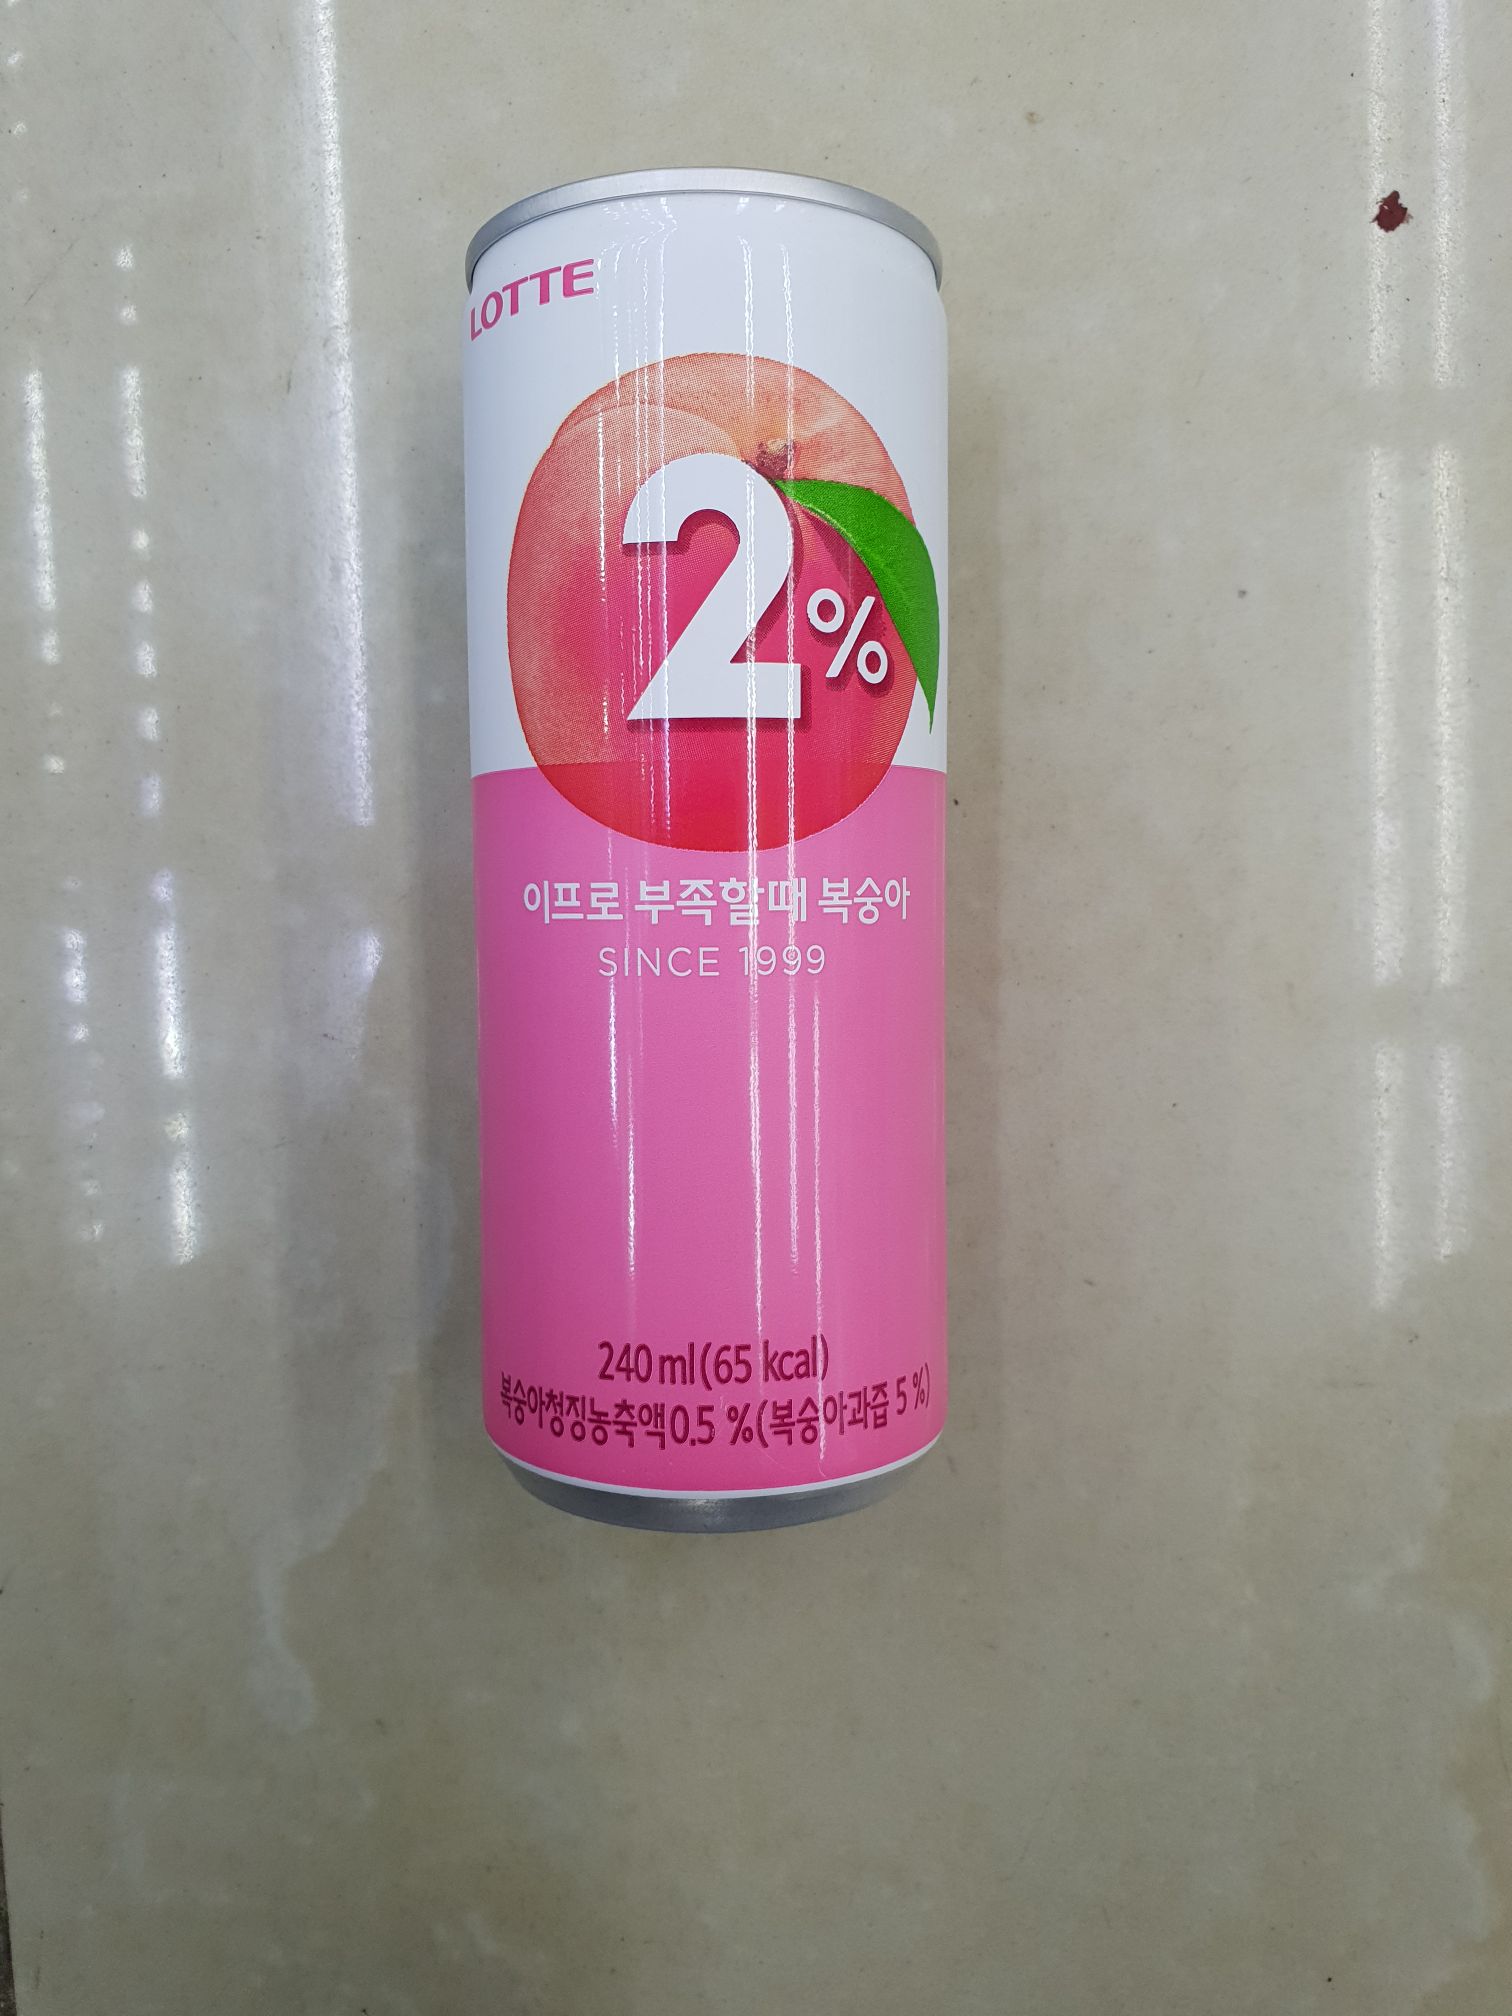 LOTTE
2%
이프로 부족할때 복숭아
SINCE 1999
240 ml(65 kcal)
복숭아청징농축액0.5 %(복숭아과즙 5 %)